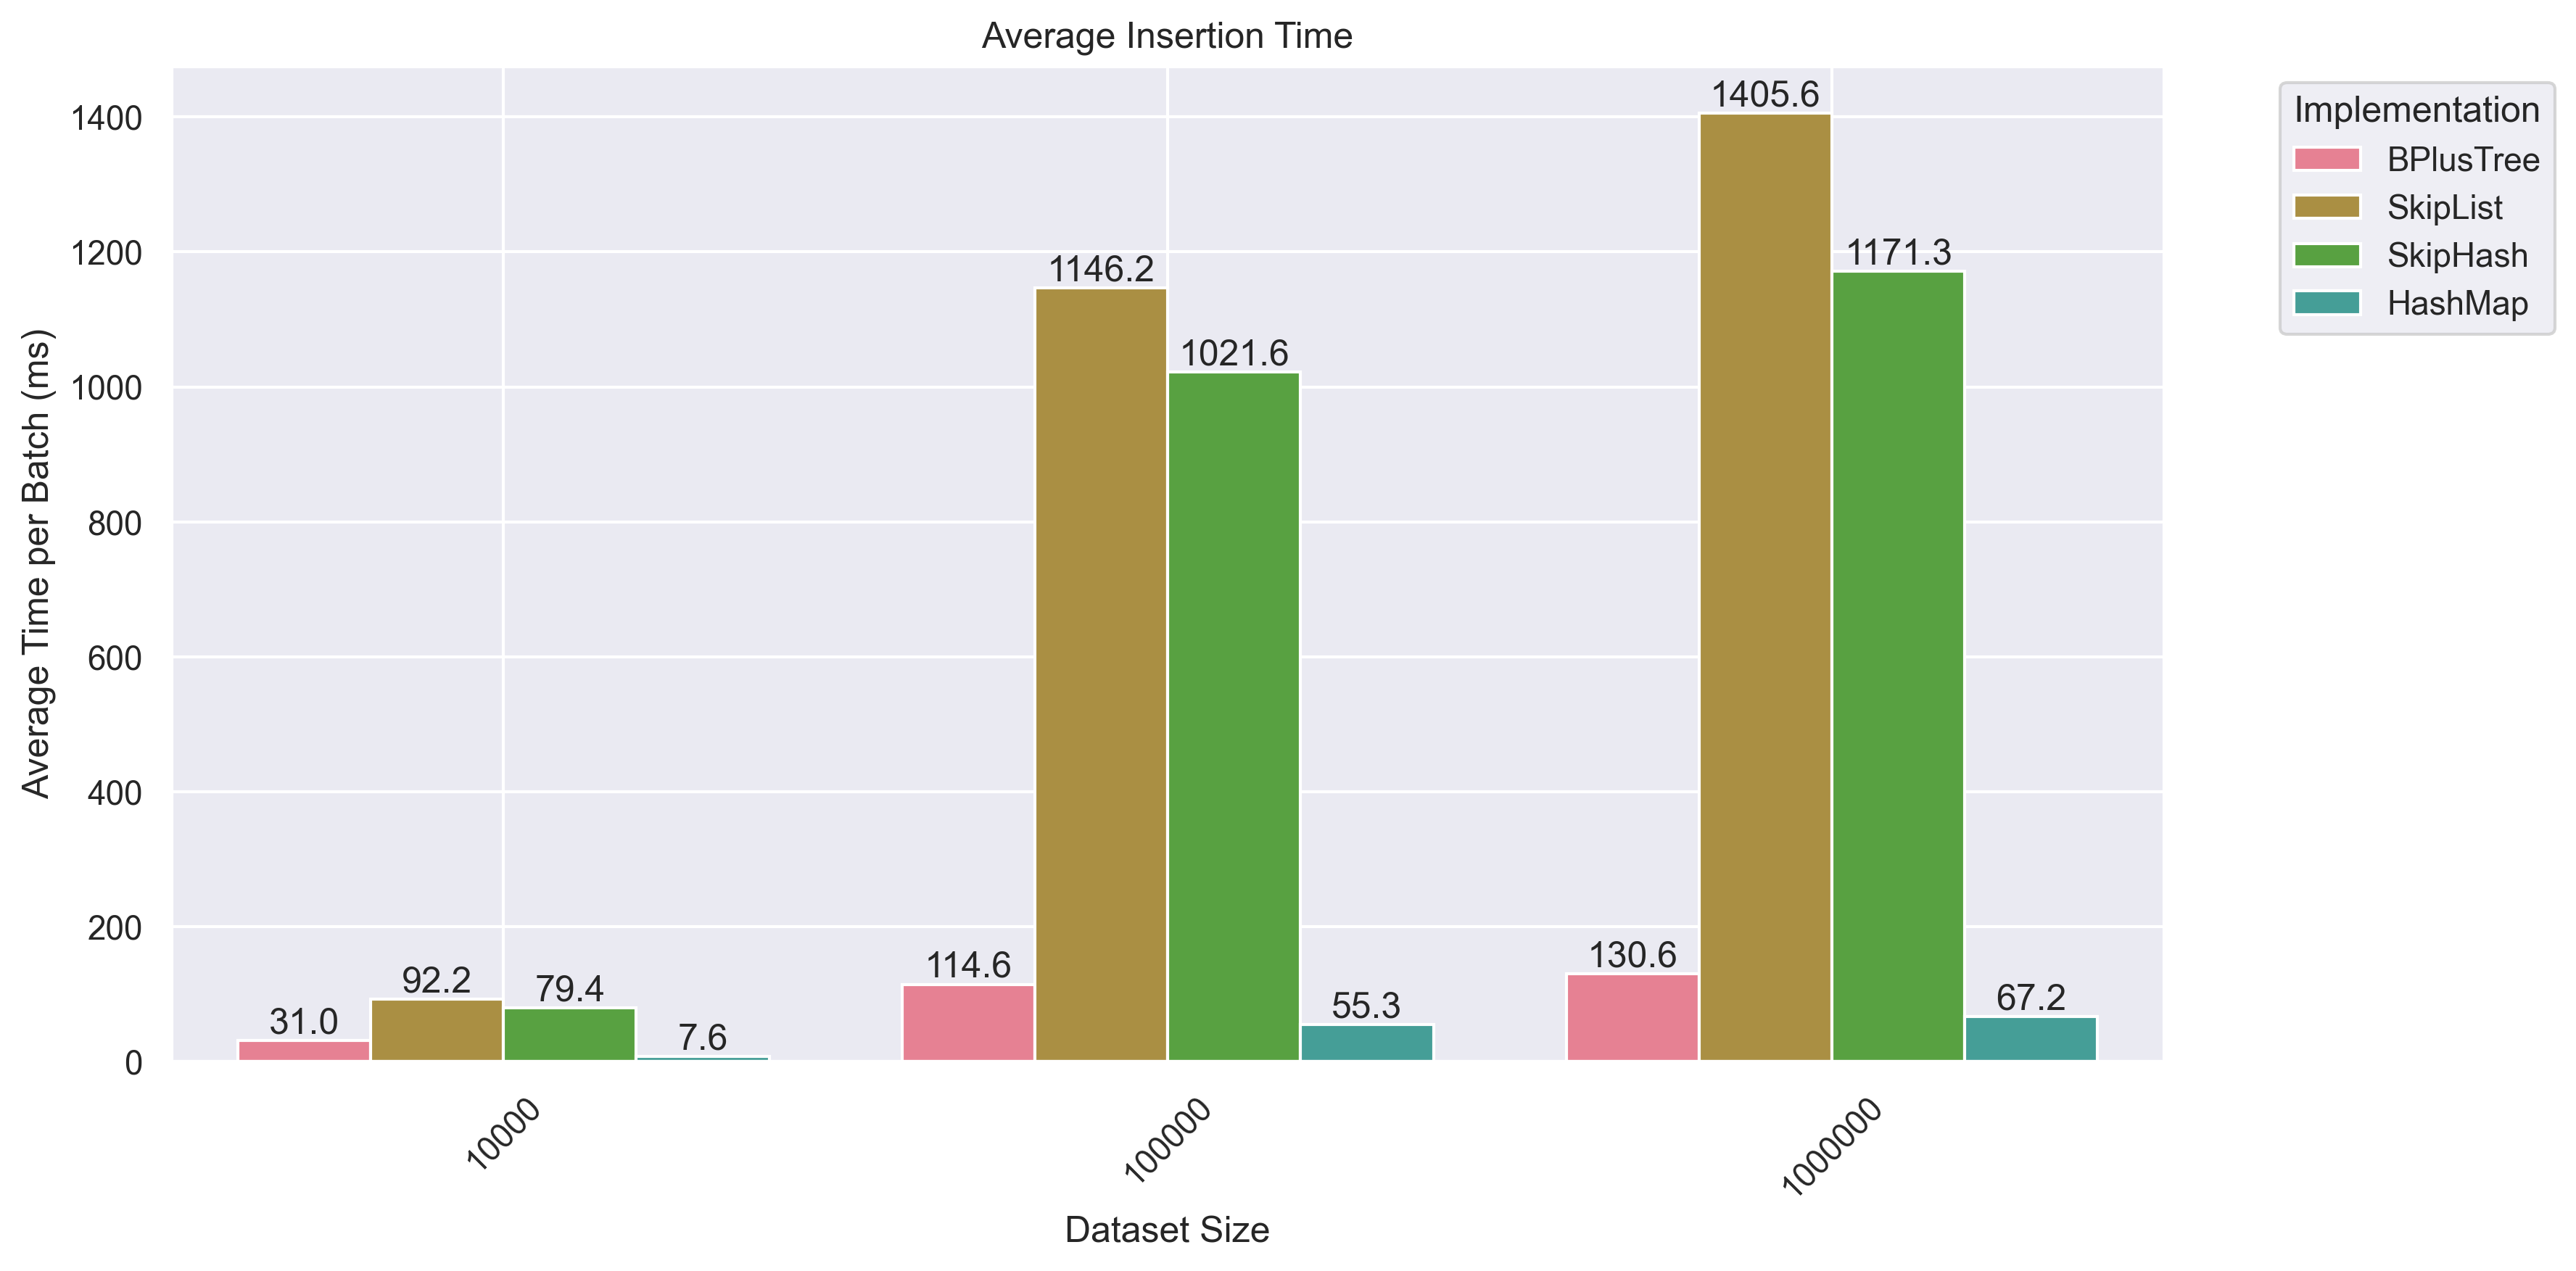 Average Insertion Time
Average Time per Batch (ms)
1400
1200
1000
800
600
400
200
0
31.0
92.2
79.4
7.6
114.6
1146.2
1021.6
55.3
130.6
1405.6
1171.3
67.2
10000
100000
1000000
Dataset Size
Implementation
BPlusTree
SkipList
SkipHash
HashMap